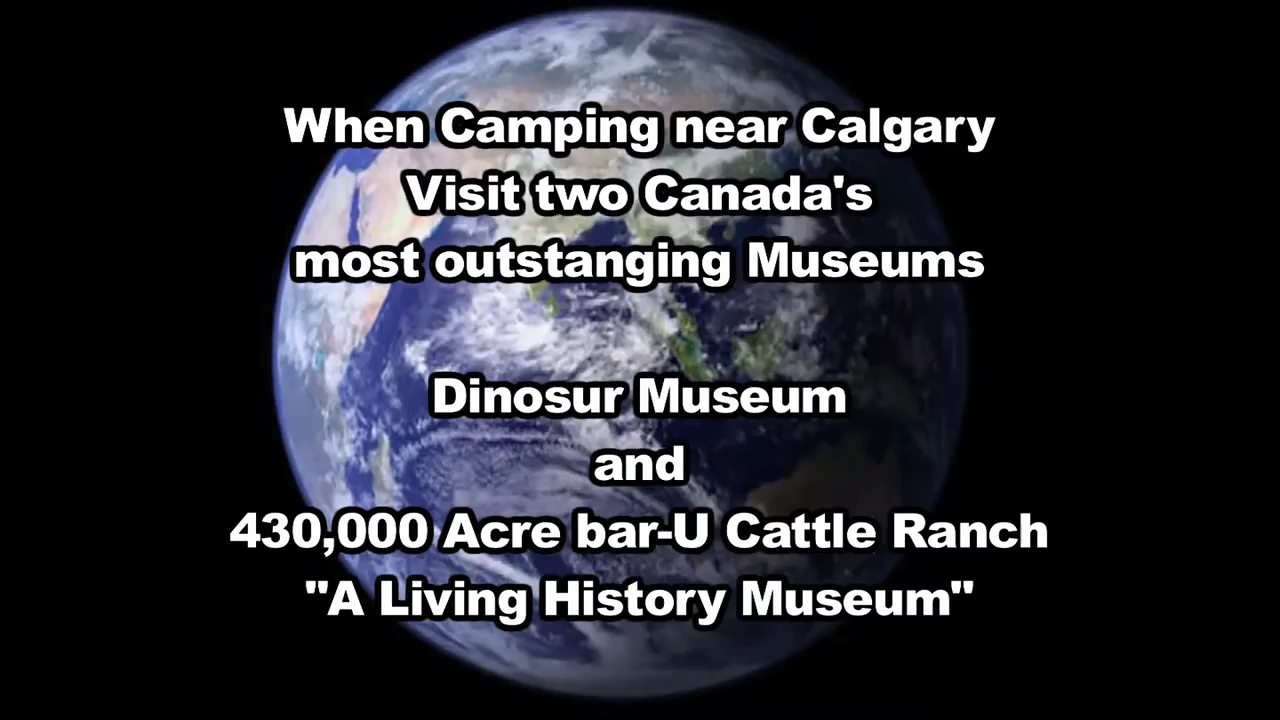 When Camping near Calgary
Visit two Canada's
most outstanging Museums
Dinosur Museum
and
430,000 Acre bar-U Cattle Ranch
"A Living History Museum"